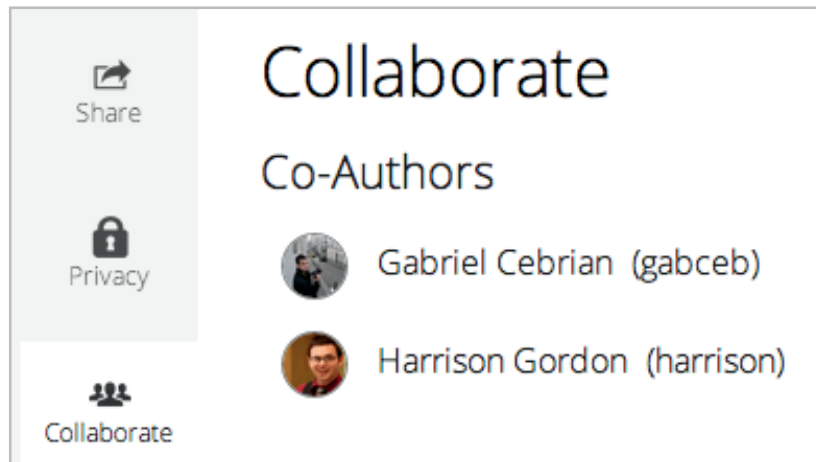 Share
Privacy
Collaborate
Collaborate
Co-Authors
Gabriel Cebrian (gabceb)
Harrison Gordon (harrison)